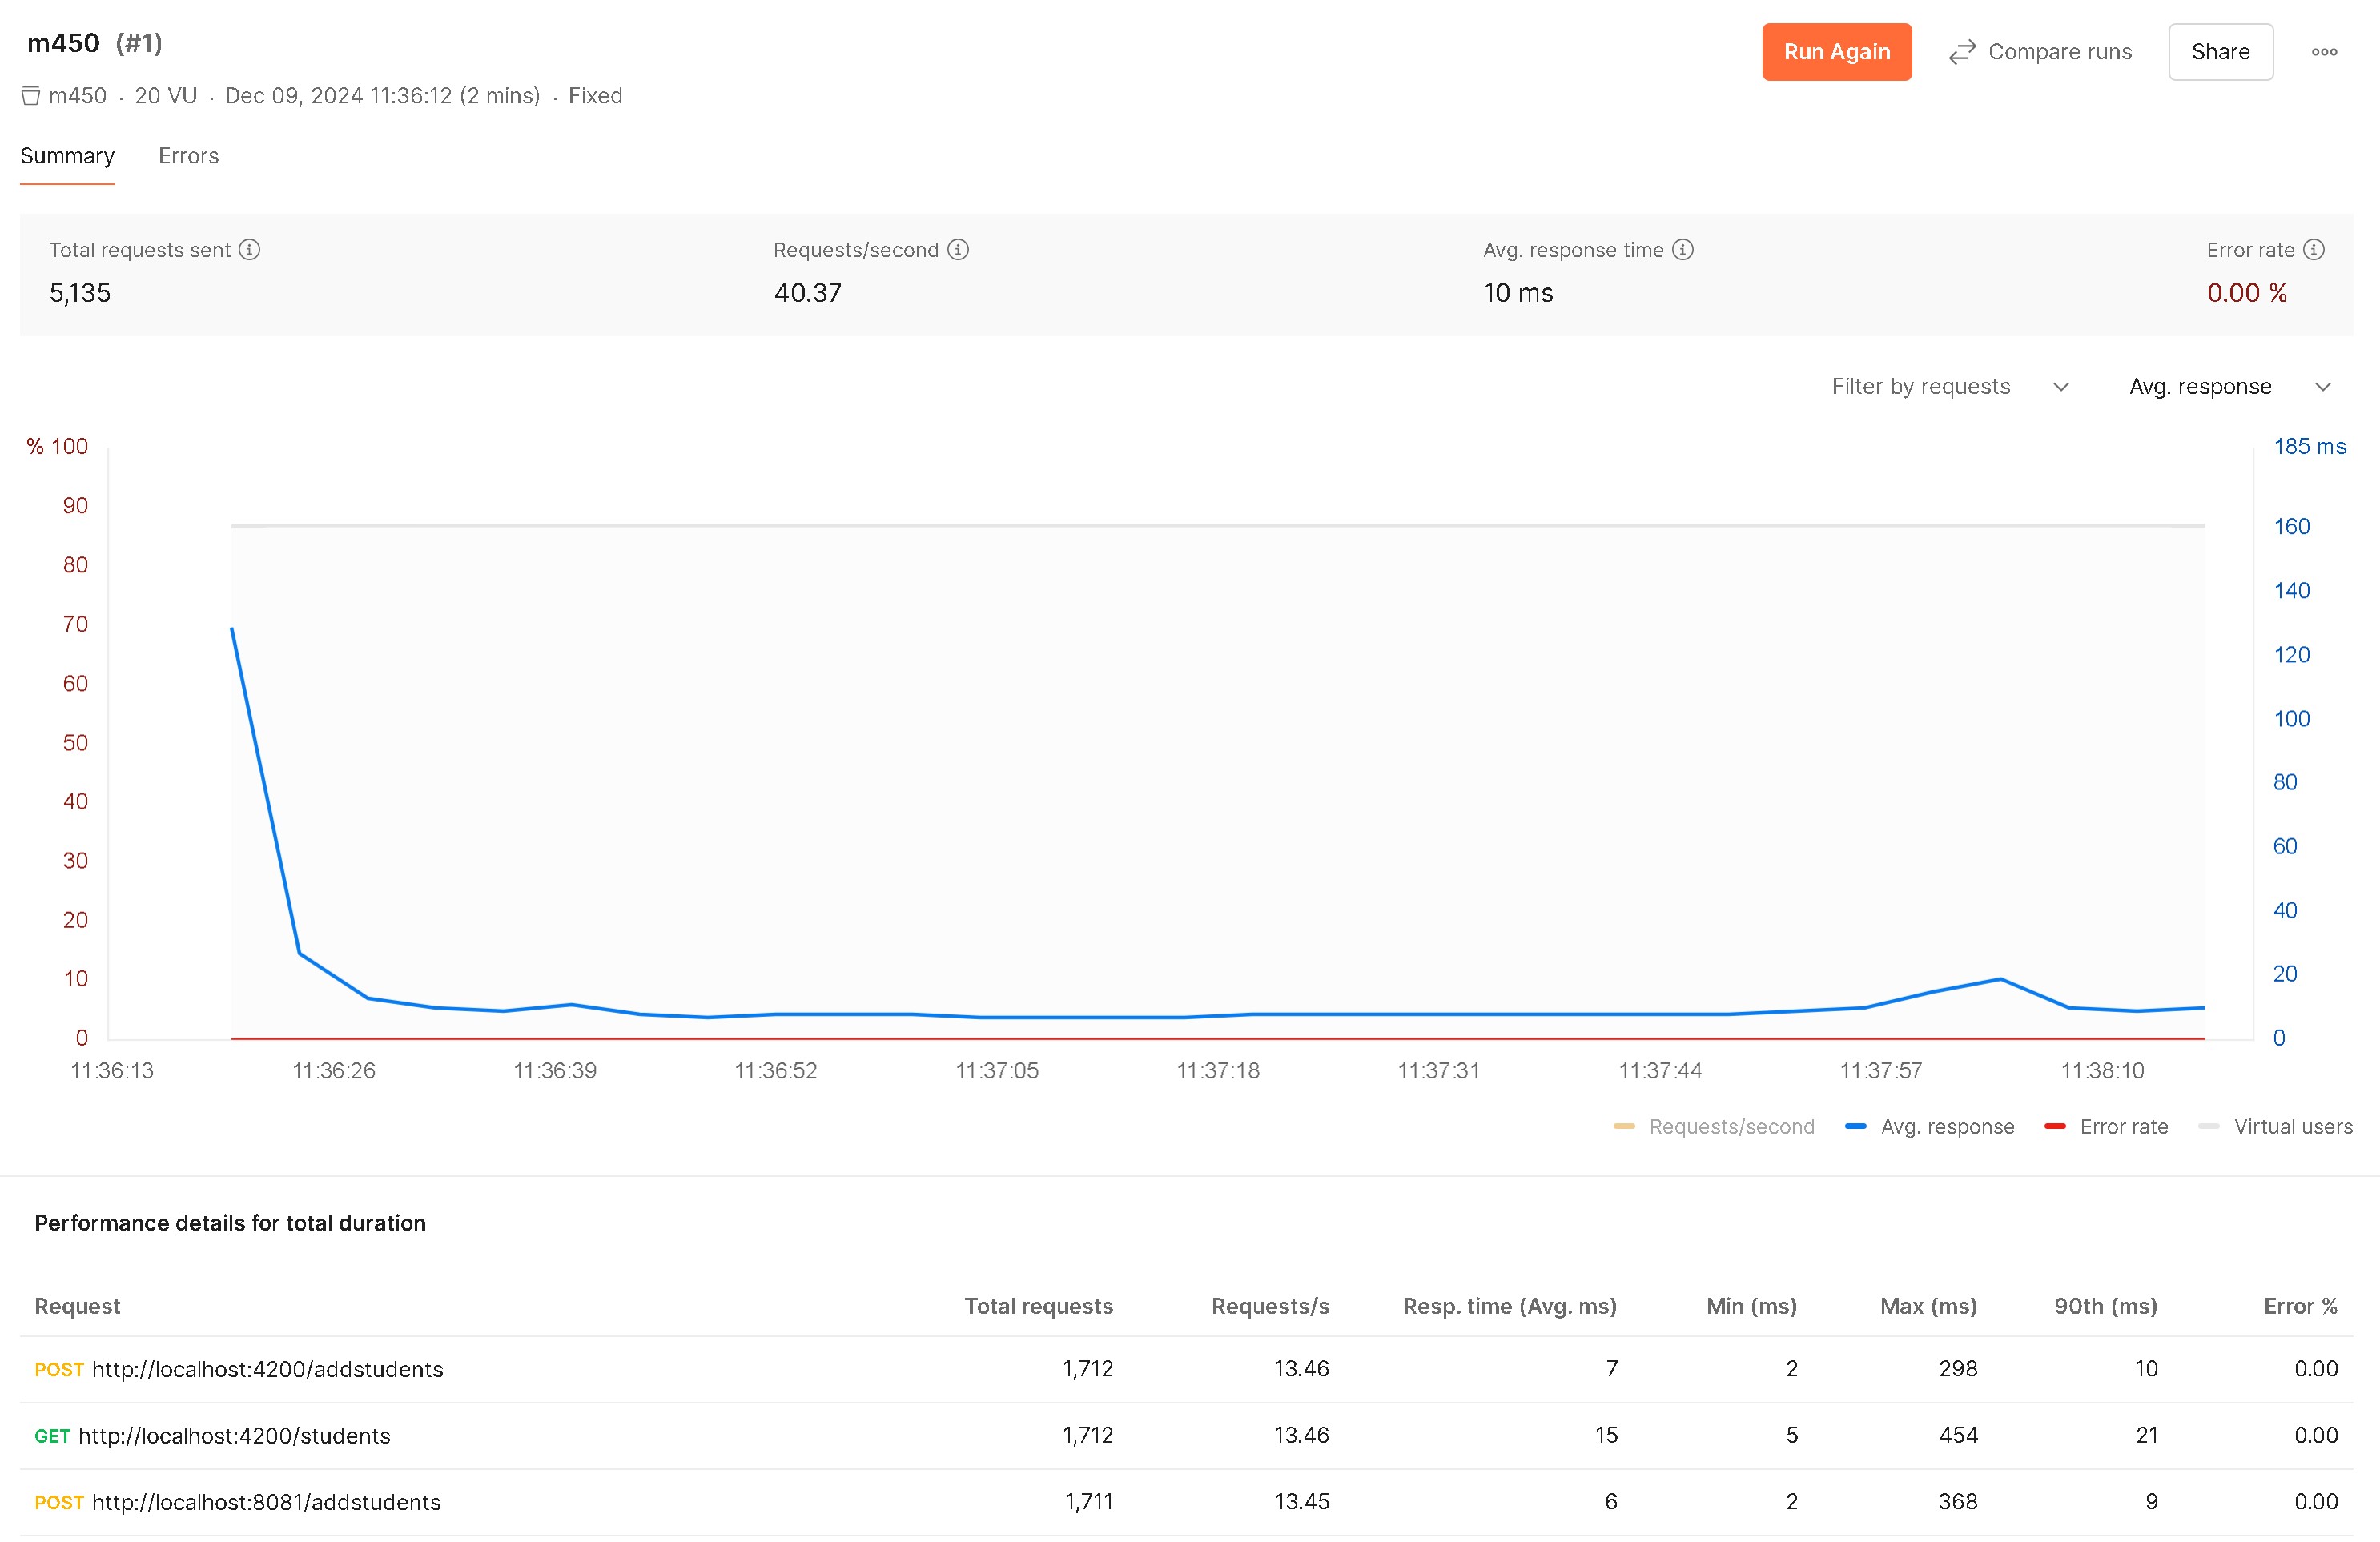 m450 (#1)
Run Again
Compare runs
Share
m450 · 20 VU · Dec 09, 2024 11:36:12 (2 mins) · Fixed
Summary
Errors
Total requests sent
Requests/second
Avg. response time
Error rate
5,135
40.37
10 ms
0.00 %
Filter by requests
Avg. response
% 100
90
80
70
60
50
40
30
20
10
0
185 ms
160
140
120
100
80
60
40
20
0
11:36:13 11:36:26 11:36:39 11:36:52 11:37:05 11:37:18 11:37:31 11:37:44 11:37:57 11:38:10
Requests/second Avg. response Error rate Virtual users
Performance details for total duration
Request Total requests Requests/s Resp. time (Avg. ms) Min (ms) Max (ms) 90th (ms) Error %
POST http://localhost:4200/addstudents 1,712 13.46 7 2 298 10 0.00
GET http://localhost:4200/students 1,712 13.46 15 5 454 21 0.00
POST http://localhost:8081/addstudents 1,711 13.45 6 2 368 9 0.00